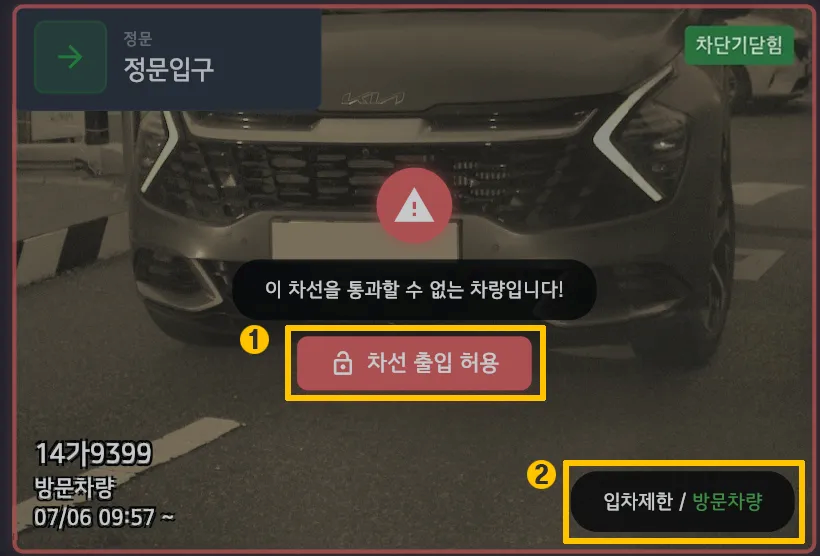 정문
정문입구
차단기닫힘
KIA
이 차선을 통과할 수 없는 차량입니다!
1
차선 출입 허용
14가9399
방문차량
07/06 09:57 ~
2
입차제한 / 방문차량